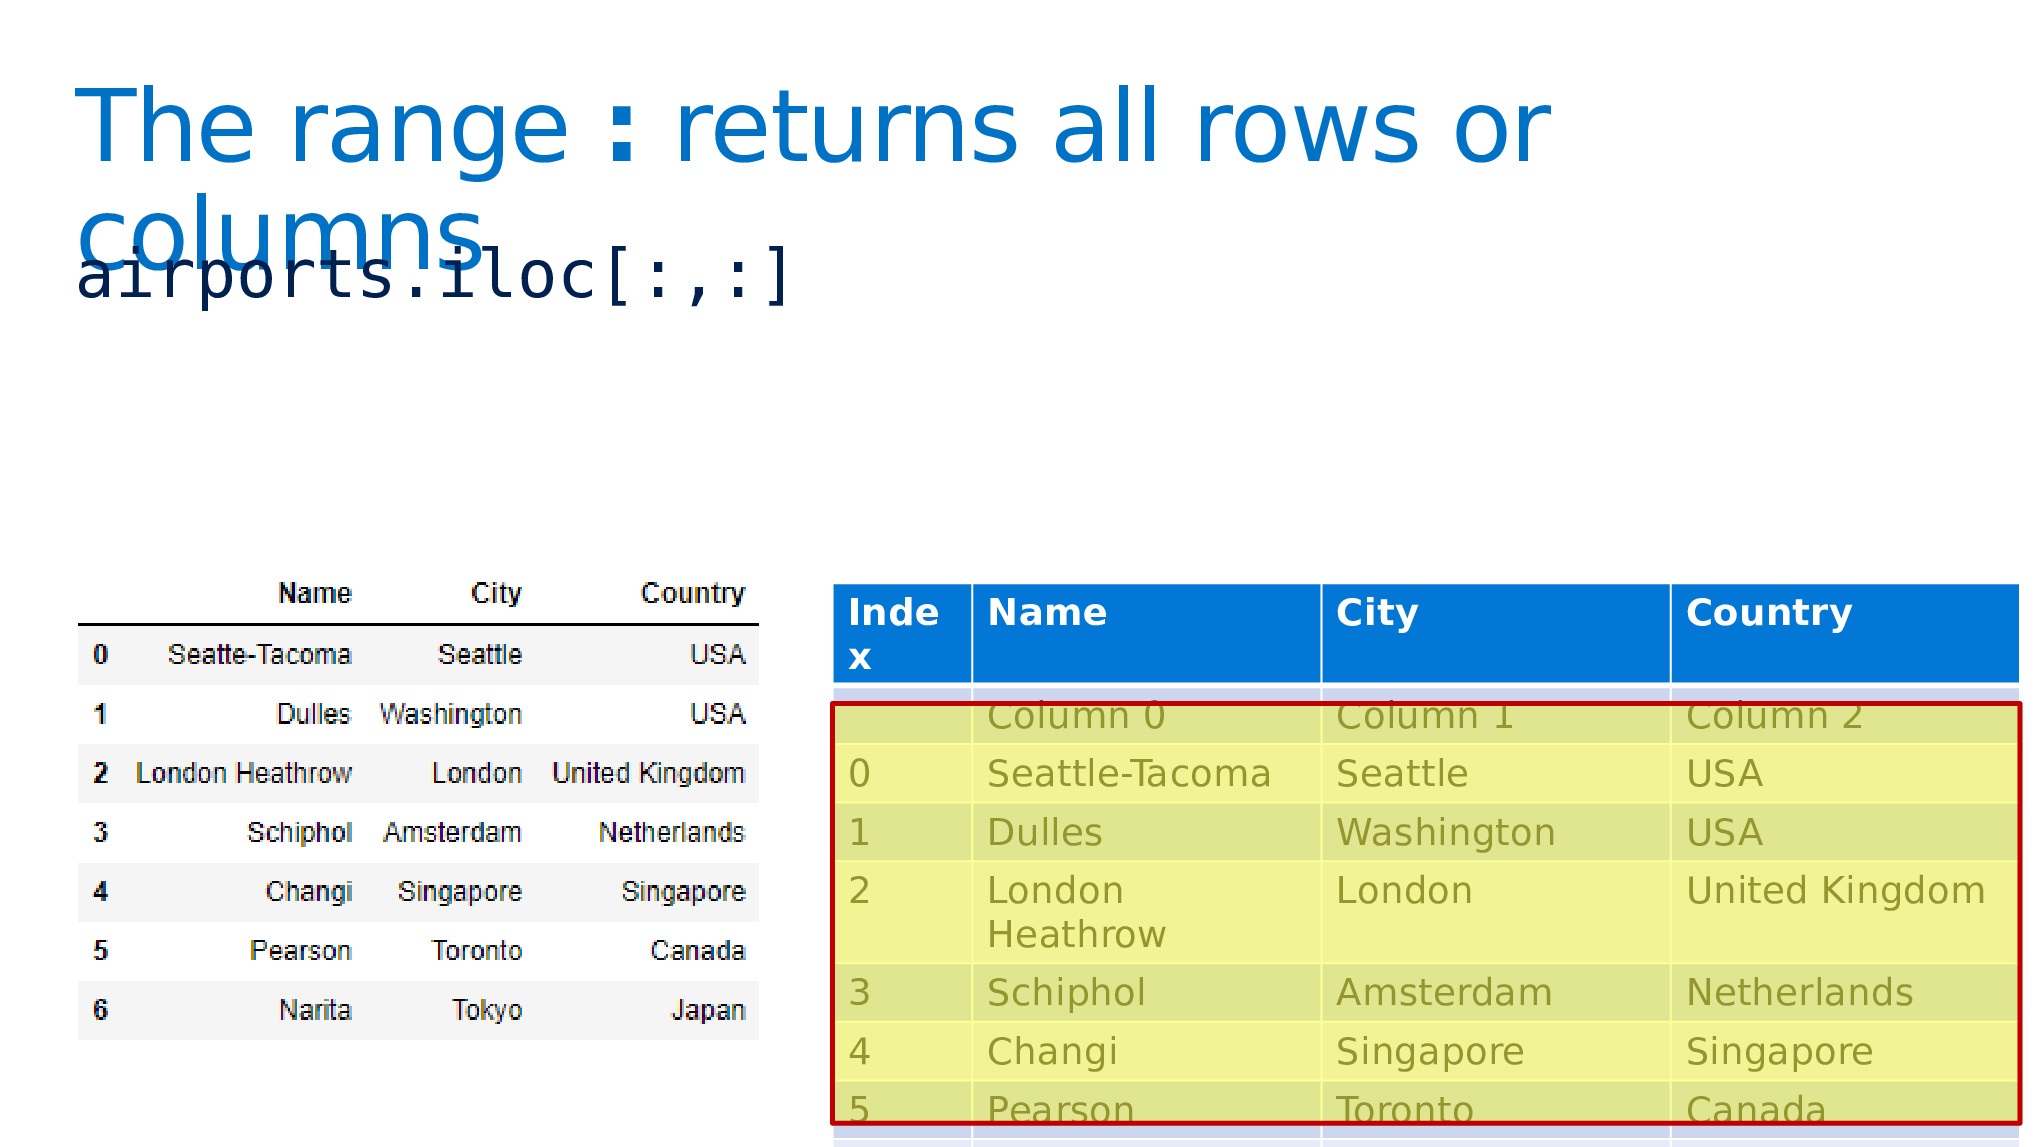 The range : returns all rows or
columns
airports.iloc[:,:]
Name City Country
0 Seatte-Tacoma Seattle USA
1 Dulles Washington USA
2 London Heathrow London United Kingdom
3 Schiphol Amsterdam Netherlands
4 Changi Singapore Singapore
5 Pearson Toronto Canada
6 Narita Tokyo Japan
Inde Name City Country
x
Column 0 Column 1 Column 2
0 Seattle-Tacoma Seattle USA
1 Dulles Washington USA
2 London London United Kingdom
Heathrow
3 Schiphol Amsterdam Netherlands
4 Changi Singapore Singapore
5 Pearson Toronto Canada